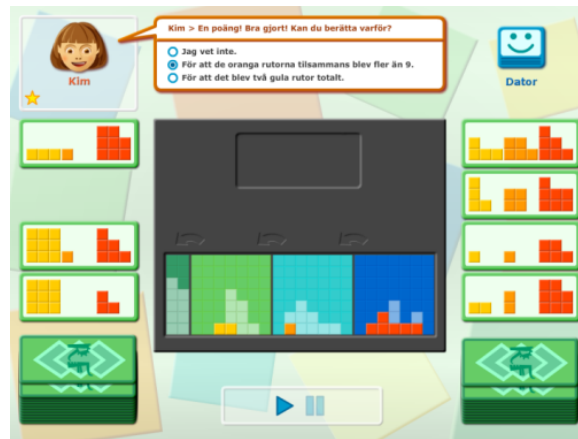 Kim > En poäng! Bra gjort! Kan du berätta varför?
Jag vet inte.
För att de oranga rutorna tillsammans blev fler än 9.
För att det blev två gula rutor totalt.
Kim
Dator